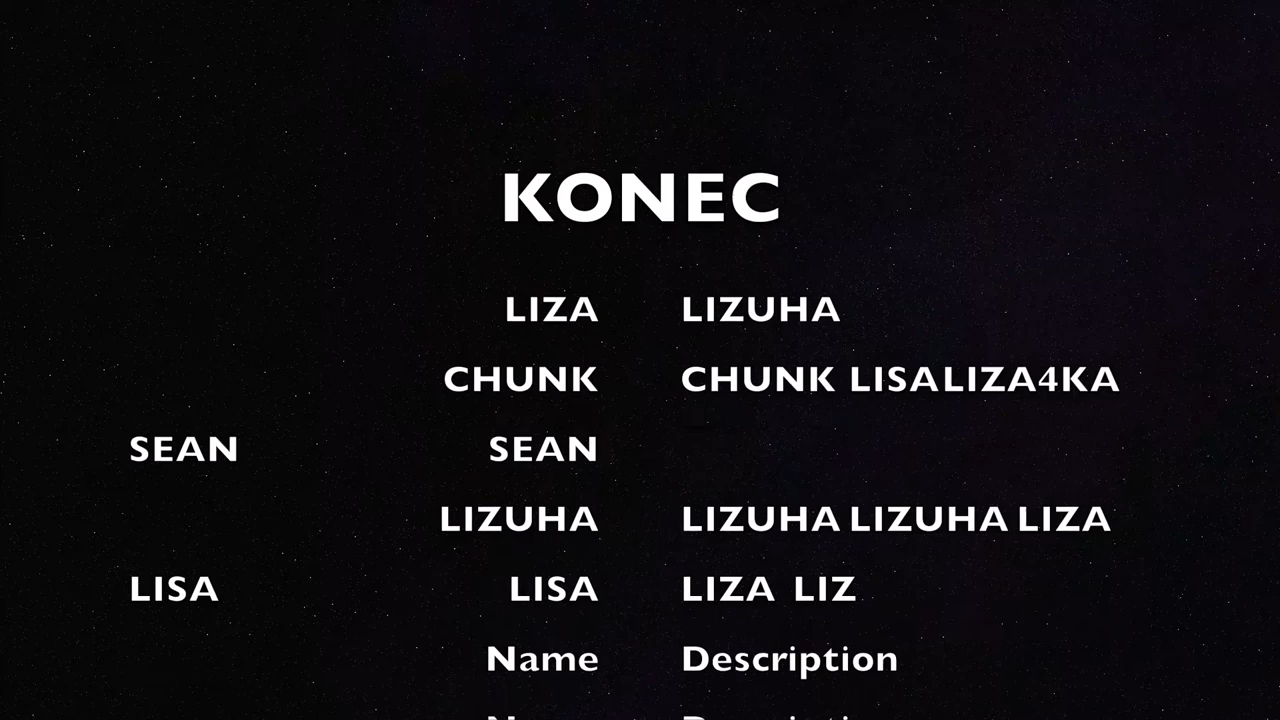 KONEC
LIZA LIZUHA
CHUNK CHUNK LISALIZA4KA
SEAN SEAN
LIZUHA LIZUHA LIZUHA LIZA
LISA LISA LIZA LIZ
Name Description